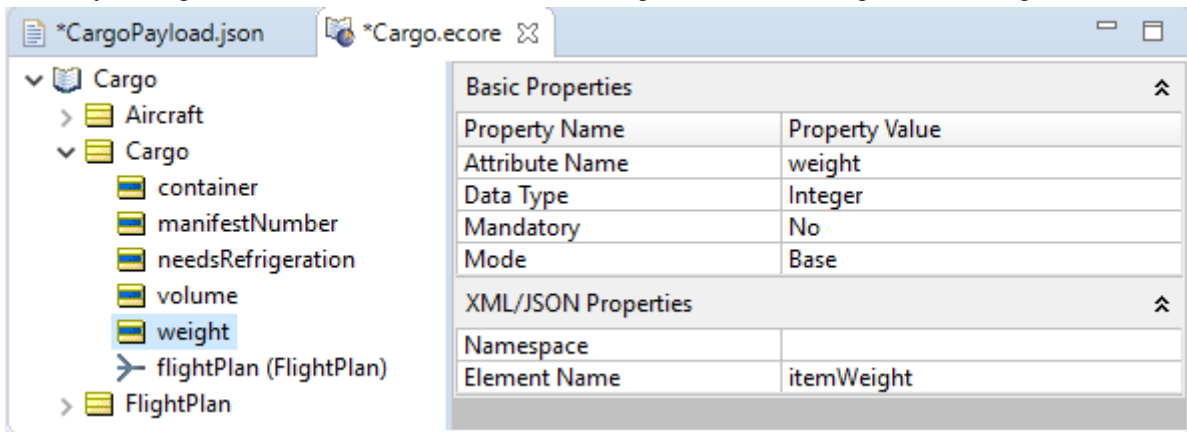 *CargoPayload.json *Cargo.ecore
Cargo
Aircraft
Cargo
container
manifestNumber
needsRefrigeration
volume
weight
flightPlan (FlightPlan)
FlightPlan
Basic Properties
Property Name Property Value
Attribute Name weight
Data Type Integer
Mandatory No
Mode Base
XML/JSON Properties
Namespace
Element Name itemWeight